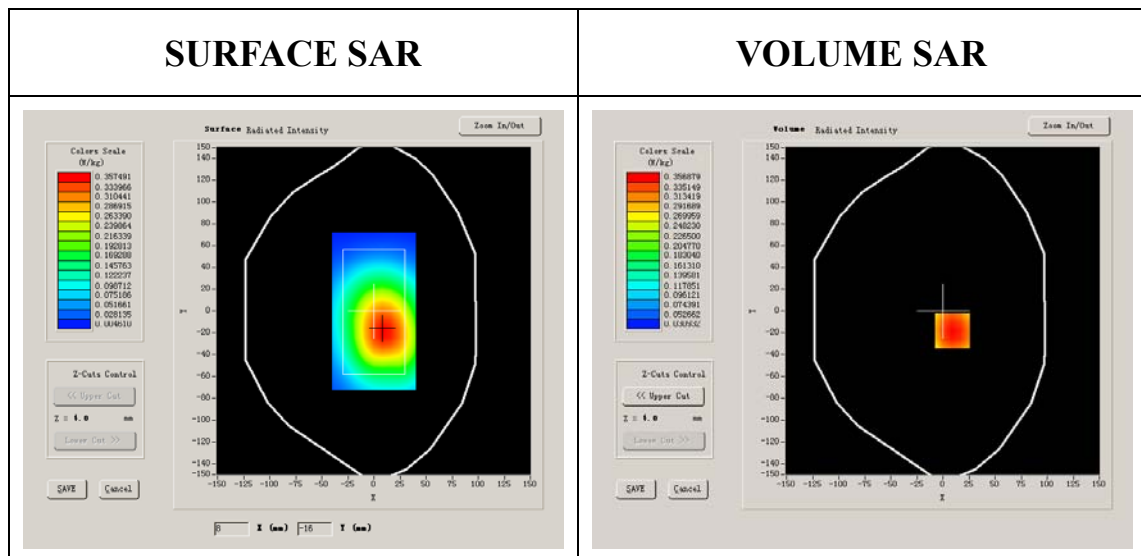 SURFACE SAR
VOLUME SAR
Surface Radiated Intensity
Zoom In/Out
Colors Scale
(W/kg)
0.357491
0.333966
0.310441
0.286915
0.263390
0.239864
0.216339
0.192813
0.169288
0.145763
0.122237
0.098712
0.075186
0.051661
0.028135
0.004610
150
140
120
100
80
60
40
20
0
-20
-40
-60
-80
-100
-120
-140
-150
Y
-150 -125 -100 -75 -50 -25 0 25 50 75 100 125 150
X
Z-Cuts Control
<< Upper Cut
Z = 4.0 mm
Lower Cut >>
SAVE Cancel
8 X (mm) -16 Y (mm)
Volume Radiated Intensity
Zoom In/Out
Colors Scale
(W/kg)
0.356879
0.335149
0.313419
0.291689
0.269959
0.248230
0.226500
0.204770
0.183040
0.161310
0.139581
0.117851
0.096121
0.074391
0.052662
0.030932
150
140
120
100
80
60
40
20
0
-20
-40
-60
-80
-100
-120
-140
-150
Y
-150 -125 -100 -75 -50 -25 0 25 50 75 100 125 150
X
Z-Cuts Control
<< Upper Cut
Z = 4.0 mm
Lower Cut >>
SAVE Cancel